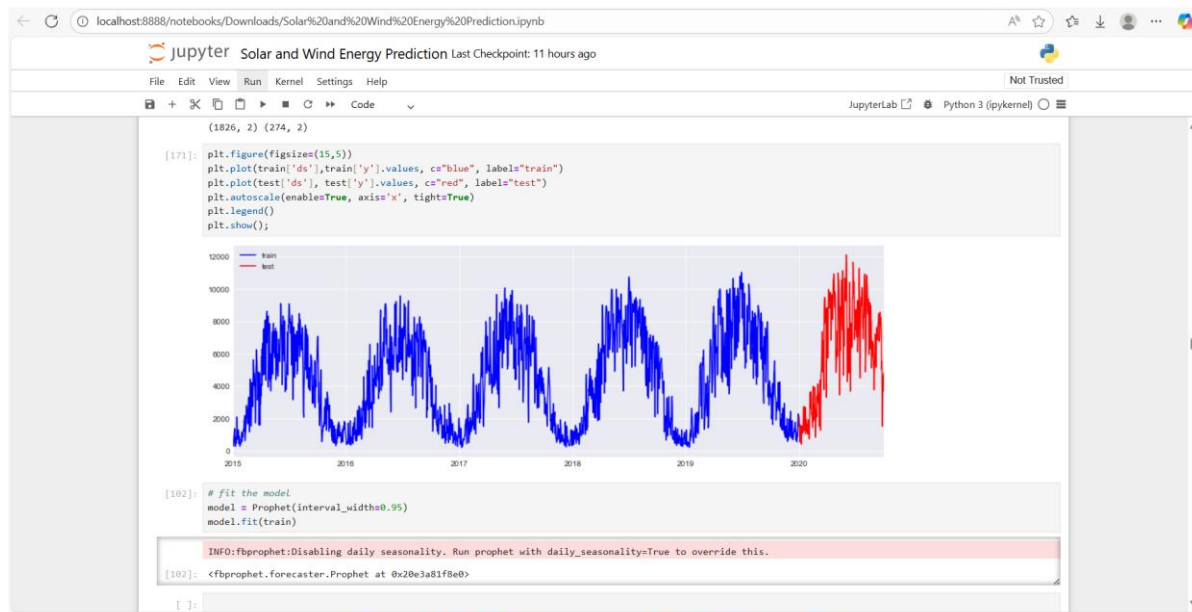 localhost:8888/notebooks/Downloads/Solar%20and%20Wind%20Energy%20Prediction.ipynb
jupyter Solar and Wind Energy Prediction Last Checkpoint: 11 hours ago
File Edit View Run Kernel Settings Help Not Trusted
Code JupyterLab Python 3 (ipykernel)
(1826, 2) (274, 2)
[171]: plt.figure(figsize=(15,5))
plt.plot(train['ds'],train['y'].values, c="blue", label="train")
plt.plot(test['ds'], test['y'].values, c="red", label="test")
plt.autoscale(enable=True, axis='x', tight=True)
plt.legend()
plt.show();
12000
train
test
10000
8000
6000
4000
2000
0
2015 2016 2017 2018 2019 2020
[102]: # fit the model
model = Prophet(interval_width=0.95)
model.fit(train)
INFO:fbprophet:Disabling daily seasonality. Run prophet with daily_seasonality=True to override this.
[102]: <fbprophet.forecaster.Prophet at 0x20e3a81f8e0>
[ ]: